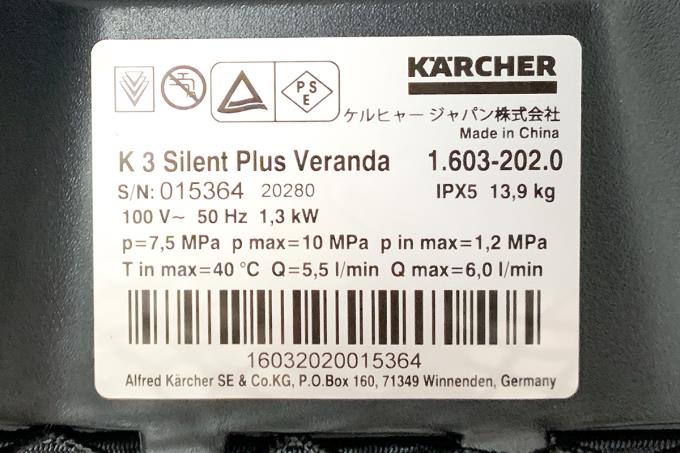 KÄRCHER
PSE
ケルヒャー ジャパン株式会社
Made in China
K 3 Silent Plus Veranda 1.603-202.0
S/N: 015364 20280 IPX5 13,9 kg
100 V~ 50 Hz 1,3 kW
p=7,5 MPa p max=10 MPa p in max=1,2 MPa
T in max=40 °C Q=5,5 l/min Q max=6,0 l/min
16032020015364
Alfred Kärcher SE & Co.KG, P.O.Box 160, 71349 Winnenden, Germany